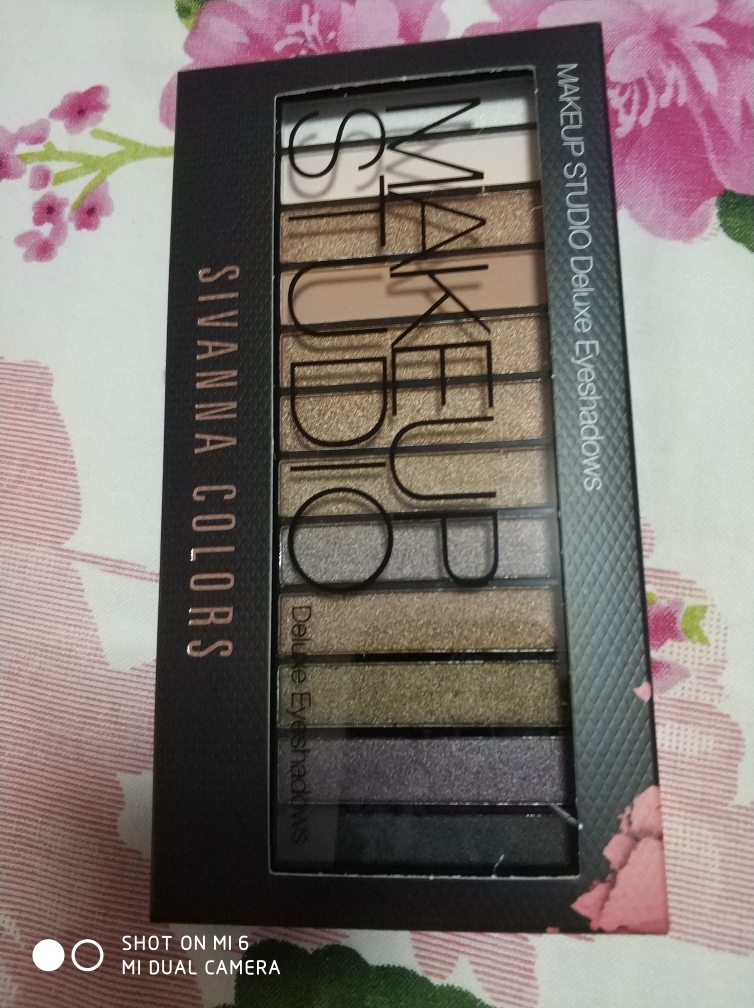 MAKEUP STUDIO Deluxe Eyeshadows
MAKEUP
STUDIO
Deluxe Eyeshadows
SIVANNA COLORS
SHOT ON MI 6
MI DUAL CAMERA